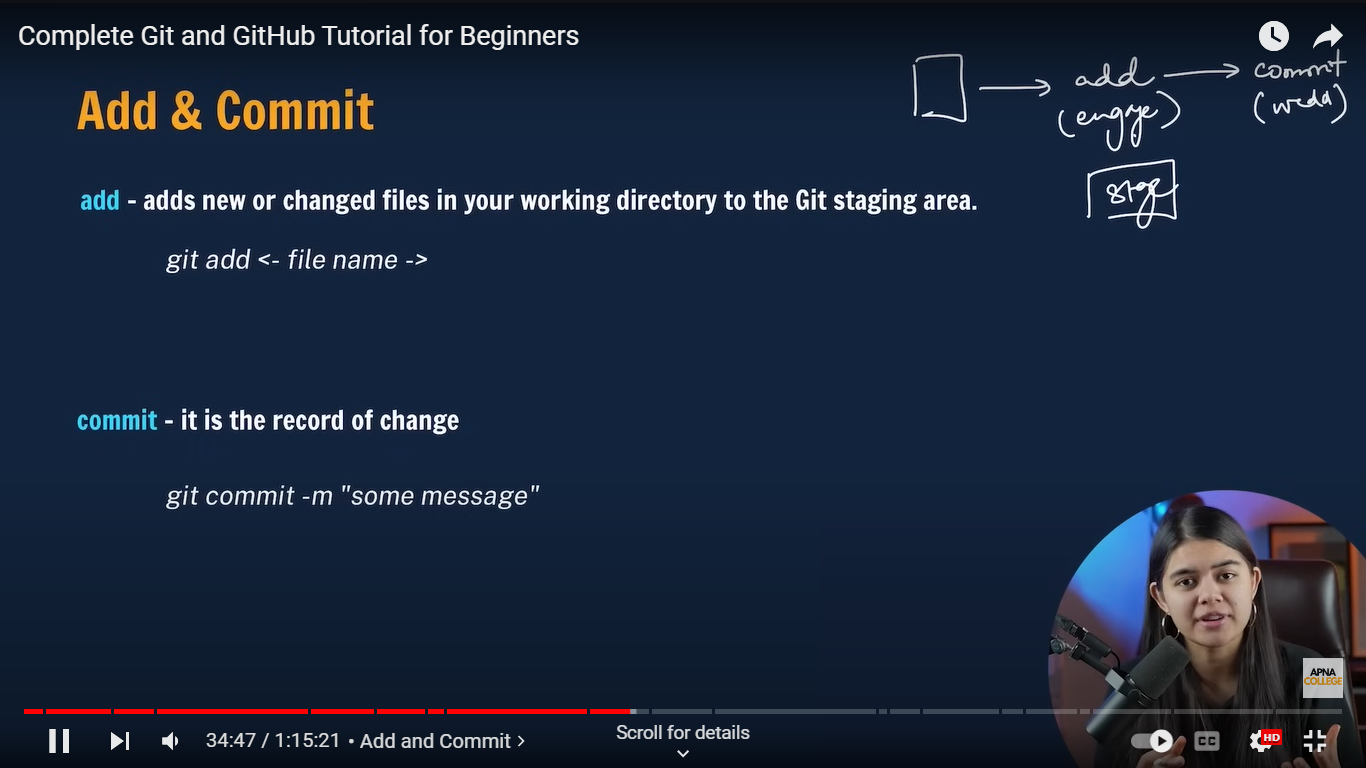 Complete Git and GitHub Tutorial for Beginners
Add & Commit
add
commit
(engage)
stage
add - adds new or changed files in your working directory to the Git staging area.
git add <- file name ->
commit - it is the record of change
git commit -m "some message"
APNA
COLLEGE
Scroll for details
34:47 / 1:15:21 • Add and Commit >
CC
HD